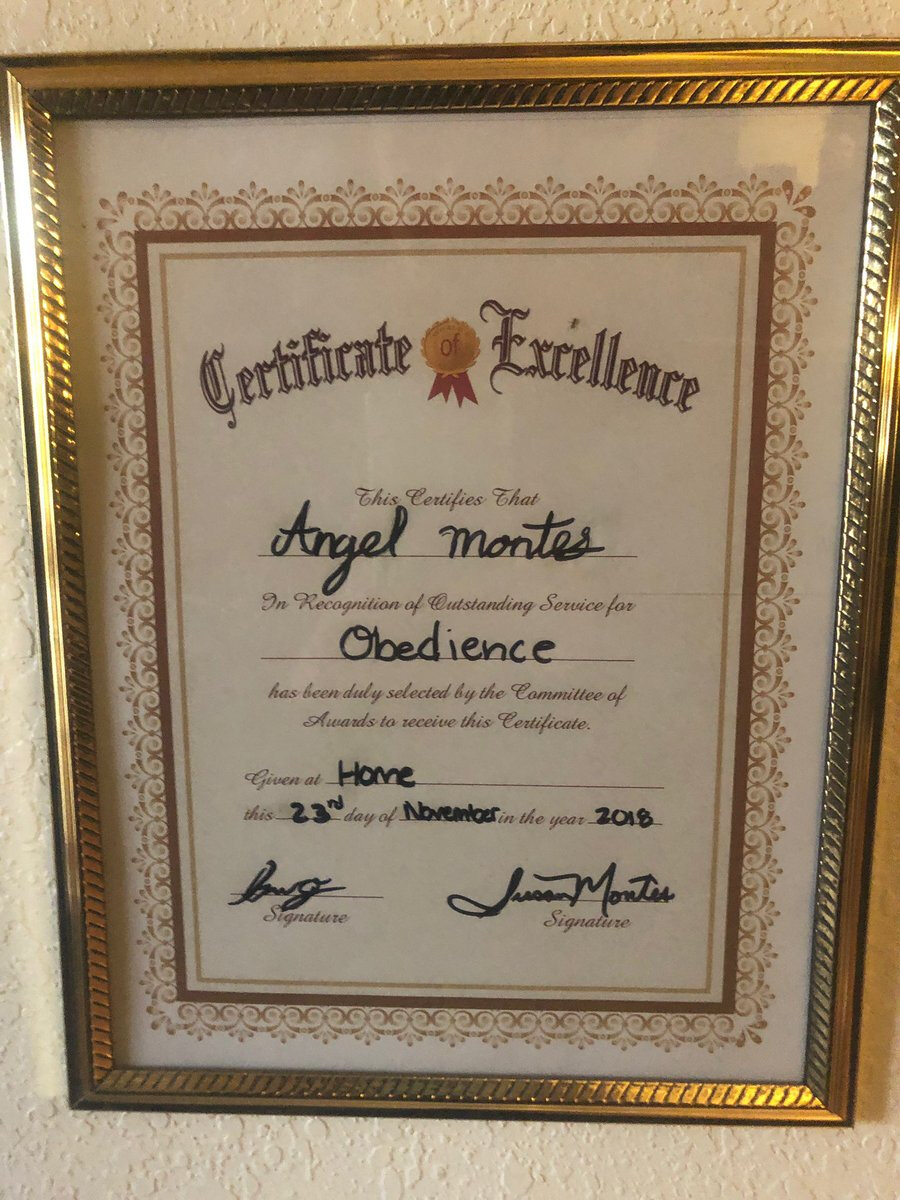 Certificate of Excellence
This Certifies That
Angel Montes
In Recognition of Outstanding Service for
Obedience
has been duly selected by the Committee of
Awards to receive this Certificate.
Given at Home
this 23rd day of November in the year 2018
Susan Montes
Signature Signature